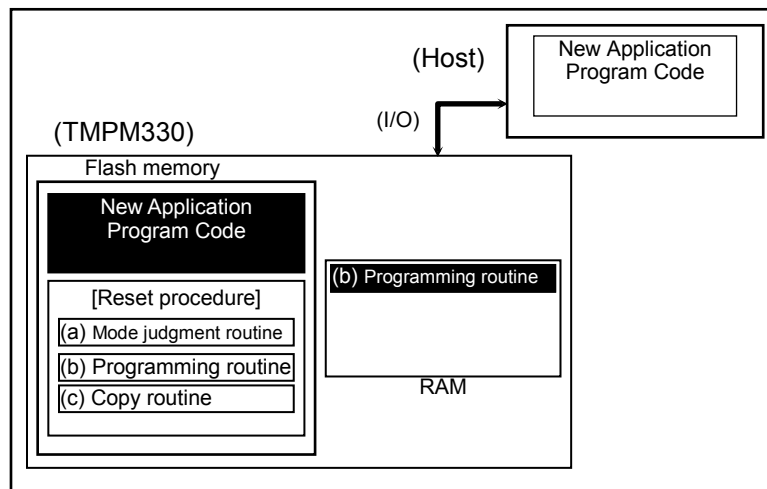 (Host)
New Application
Program Code
(I/O)
(TMPM330)
Flash memory
New Application
Program Code
[Reset procedure]
(a) Mode judgment routine
(b) Programming routine
(c) Copy routine
(b) Programming routine
RAM